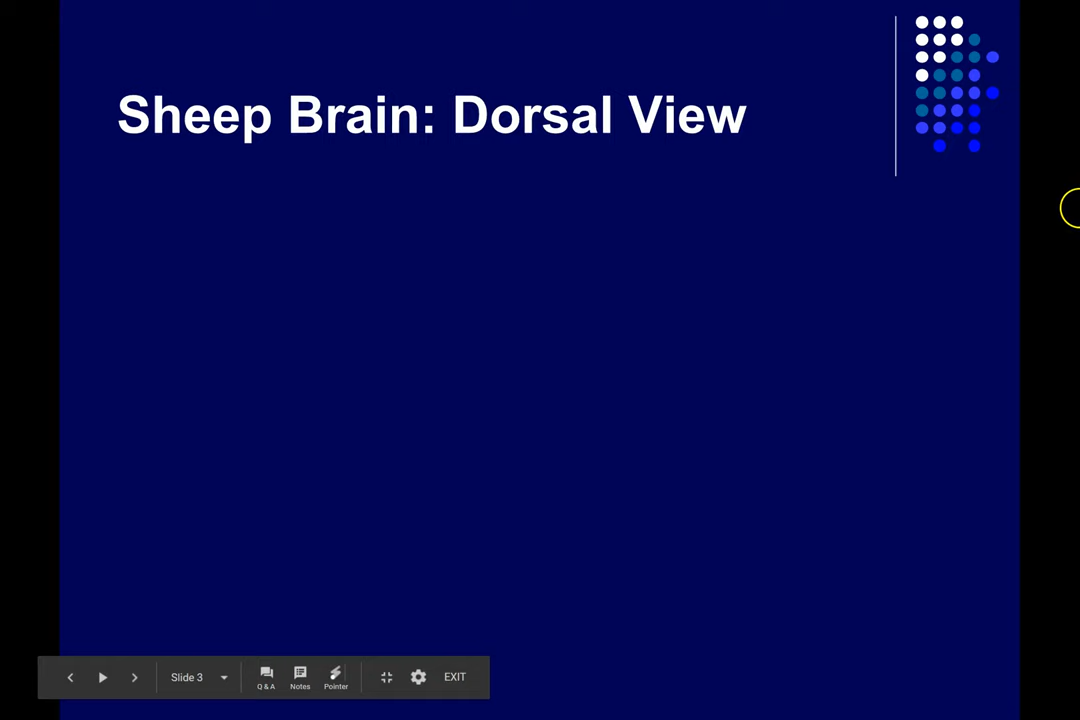 Sheep Brain: Dorsal View
Slide 3
Q & A
Notes
Pointer
EXIT